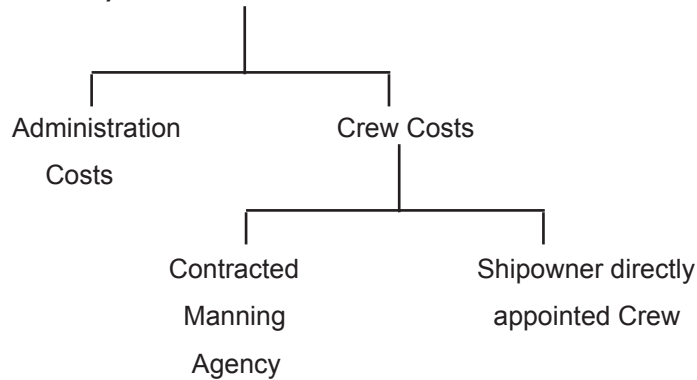 Administration
Costs
Crew Costs
Contracted
Manning
Agency
Shipowner directly
appointed Crew